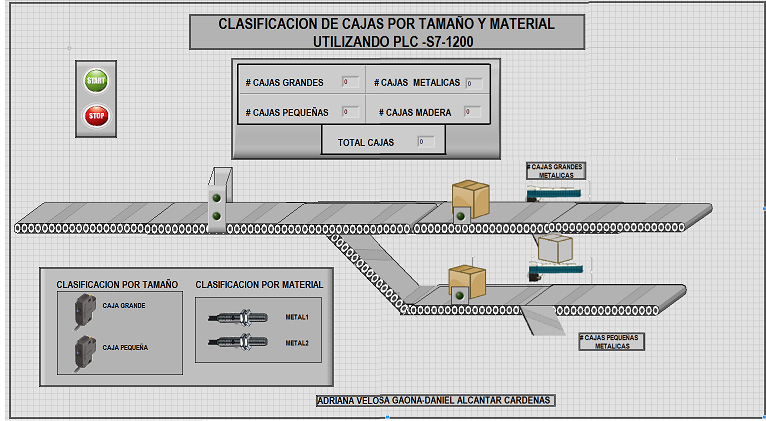 CLASIFICACION DE CAJAS POR TAMAÑO Y MATERIAL
UTILIZANDO PLC -S7-1200
START
STOP
# CAJAS GRANDES 0
# CAJAS METALICAS 0
# CAJAS PEQUEÑAS 0
# CAJAS MADERA 0
TOTAL CAJAS 0
# CAJAS GRANDES
METALICAS
CLASIFICACION POR TAMAÑO
CAJA GRANDE
CAJA PEQUEÑA
CLASIFICACION POR MATERIAL
METAL1
METAL2
# CAJAS PEQUEÑAS
METALICAS
ADRIANA VELOSA GAONA-DANIEL ALCANTAR CARDENAS